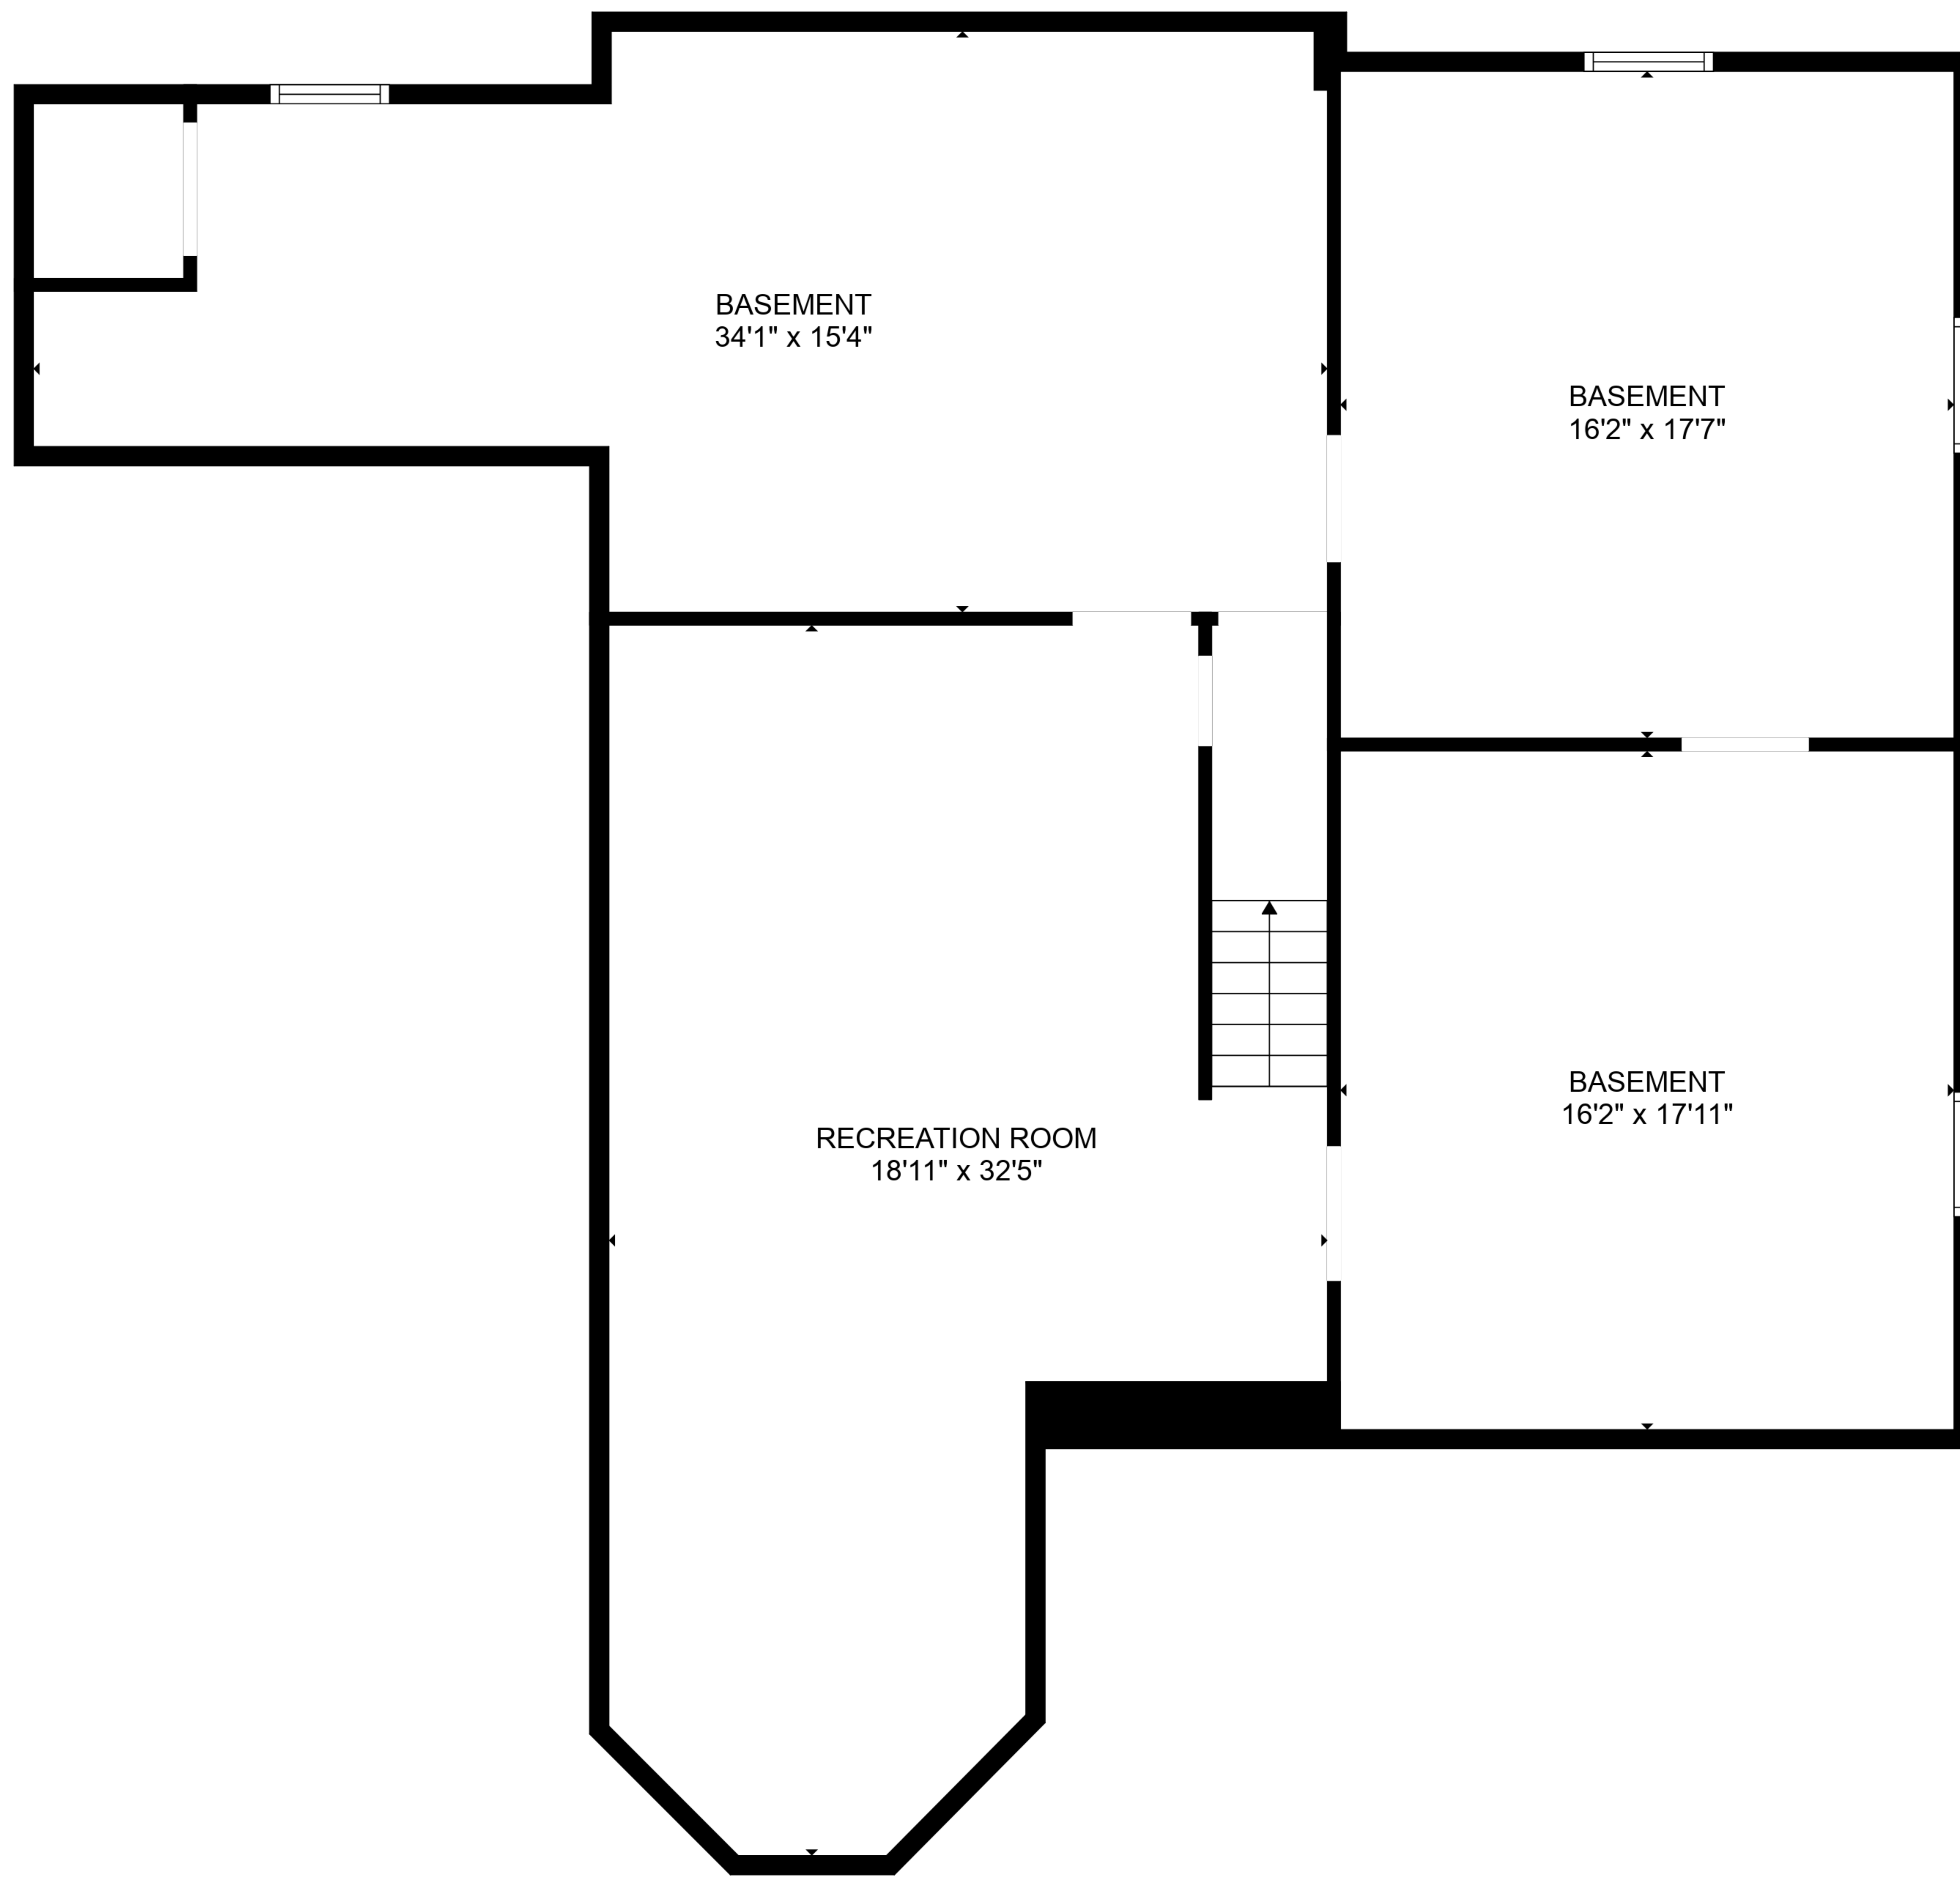 BASEMENT
34'1" x 15'4"
BASEMENT
16'2" x 17'7"
BASEMENT
16'2" x 17'11"
RECREATION ROOM
18'11" x 32'5"